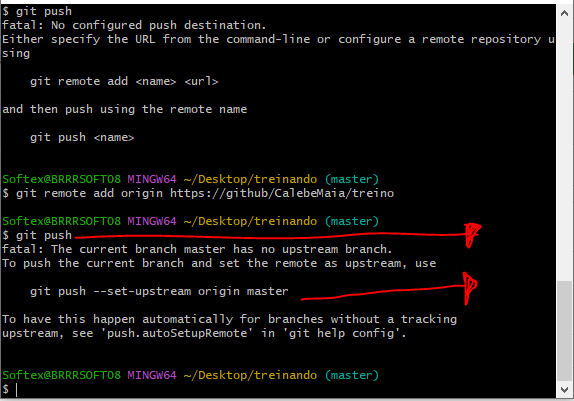 $ git push
fatal: No configured push destination.
Either specify the URL from the command-line or configure a remote repository u
sing
git remote add <name> <url>
and then push using the remote name
git push <name>
Softex@BRRRSOFT08 MINGW64 ~/Desktop/treinando (master)
$ git remote add origin https://github/CalebeMaia/treino
Softex@BRRRSOFT08 MINGW64 ~/Desktop/treinando (master)
$ git push
fatal: The current branch master has no upstream branch.
To push the current branch and set the remote as upstream, use
git push --set-upstream origin master
To have this happen automatically for branches without a tracking
upstream, see 'push.autoSetupRemote' in 'git help config'.
Softex@BRRRSOFT08 MINGW64 ~/Desktop/treinando (master)
$